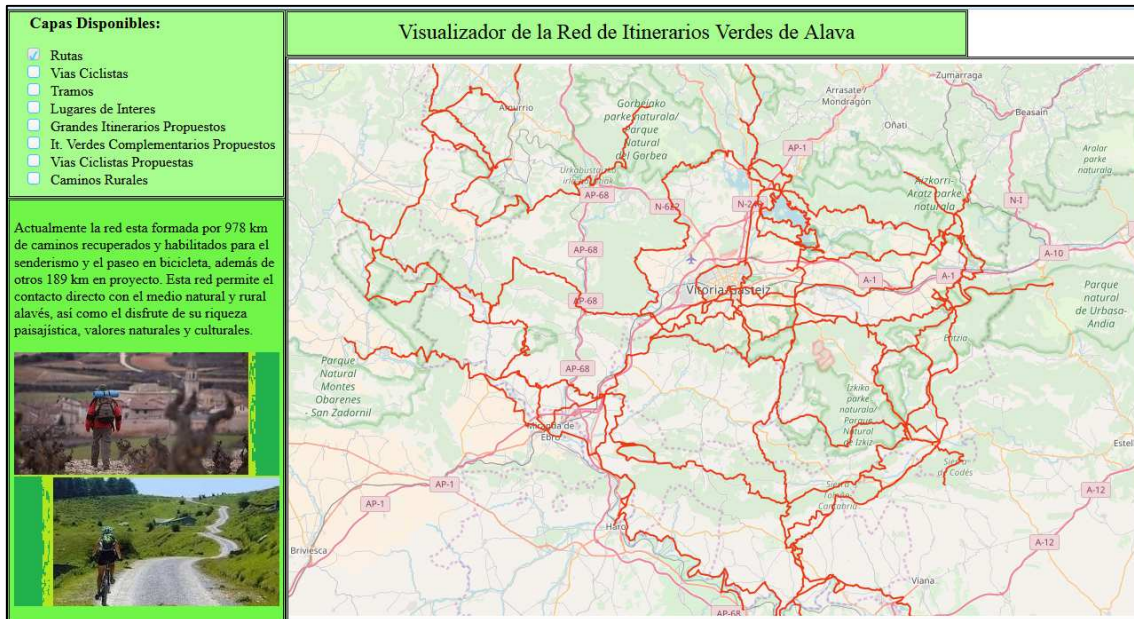 Capas Disponibles:
Rutas
Vias Ciclistas
Tramos
Lugares de Interes
Grandes Itinerarios Propuestos
It. Verdes Complementarios Propuestos
Vias Ciclistas Propuestas
Caminos Rurales
Actualmente la red esta formada por 978 km
de caminos recuperados y habilitados para el
senderismo y el paseo en bicicleta, además de
otros 189 km en proyecto. Esta red permite el
contacto directo con el medio natural y rural
alavés, así como el disfrute de su riqueza
paisajística, valores naturales y culturales.
Visualizador de la Red de Itinerarios Verdes de Alava
Zumarraga
Beasain
Arrasate /
Mondragón
Oñati
Gorbeiako
parke naturala/
Parque
Natural
del Gorbea
AP-1
Aralar
parke
naturala
Aizkorri-
Aratz parke
naturala
AP-68
N-622
N-240
N-I
A-10
AP-68
A-1
A-1
Vitoria-Gasteiz
AP-68
Parque
natural
de Urbasa-
Andia
Entzia
Parque
Natural
Montes
Obarenes
- San Zadornil
AP-68
Izkiko
parke
naturala/
Parque
Natural
de Izkiz
Miranda de
Ebro
Sierra
de Codés
AP-1
AP-1
A-12
Haro
Briviesca
A-12
Viana
AP-68